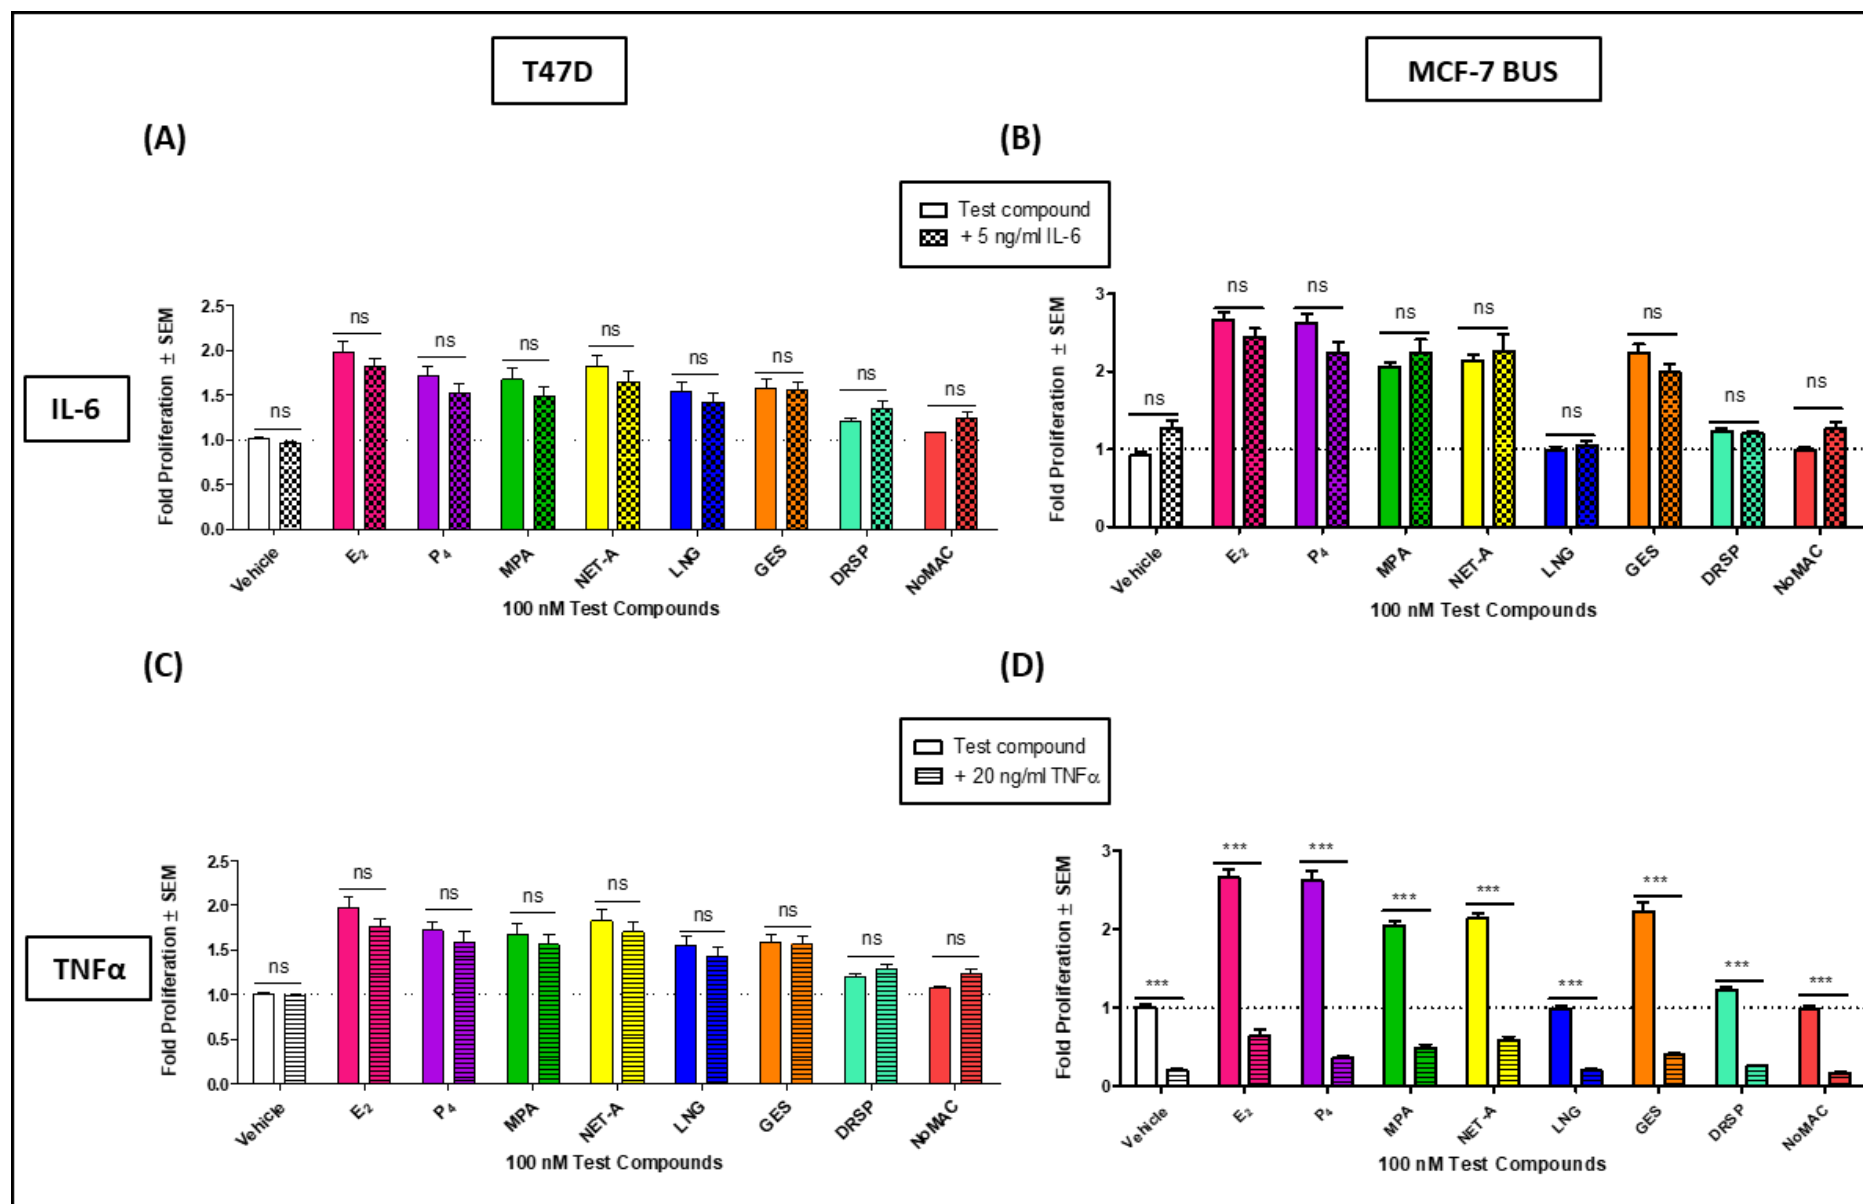 T47D
MCF-7 BUS
(A)
(B)
Test compound
+ 5 ng/ml IL-6
IL-6
Fold Proliferation ± SEM
2.5
2.0
1.5
1.0
0.5
0.0
ns ns ns ns ns ns ns ns ns
Vehicle E₂ P₄ MPA NET-A LNG GES DRSP NoMAC
100 nM Test Compounds
Fold Proliferation ± SEM
3
2
1
0
ns ns ns ns ns ns ns ns ns
Vehicle E₂ P₄ MPA NET-A LNG GES DRSP NoMAC
100 nM Test Compounds
(C)
(D)
Test compound
+ 20 ng/ml TNFα
TNFα
Fold Proliferation ± SEM
2.5
2.0
1.5
1.0
0.5
0.0
ns ns ns ns ns ns ns ns ns
Vehicle E₂ P₄ MPA NET-A LNG GES DRSP NoMAC
100 nM Test Compounds
Fold Proliferation ± SEM
3
2
1
0
*** *** *** *** *** *** *** *** ***
Vehicle E₂ P₄ MPA NET-A LNG GES DRSP NoMAC
100 nM Test Compounds